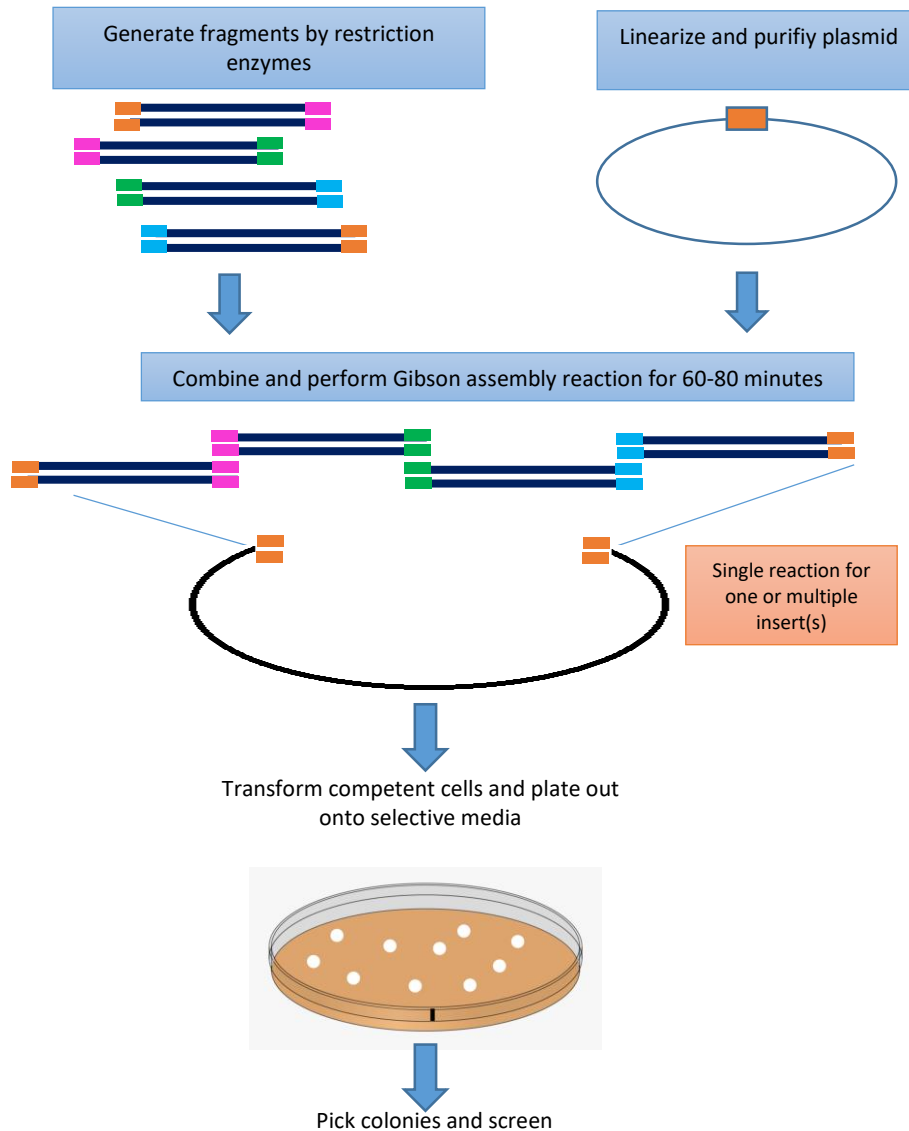 Generate fragments by restriction
enzymes
Linearize and purifiy plasmid
Combine and perform Gibson assembly reaction for 60-80 minutes
Single reaction for
one or multiple
insert(s)
Transform competent cells and plate out
onto selective media
Pick colonies and screen